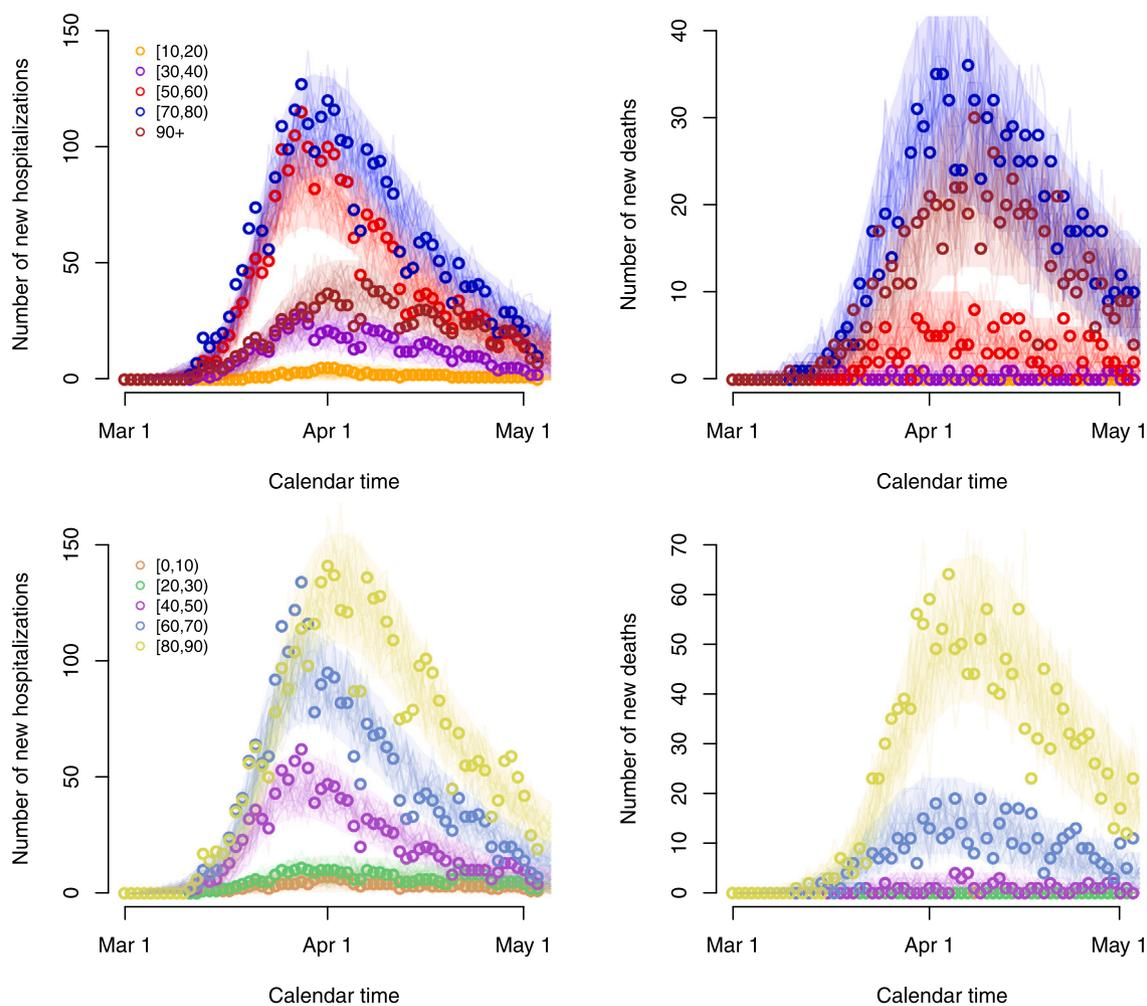 Number of new hospitalizations
150
100
50
0
[10,20)
[30,40)
[50,60)
[70,80)
90+
Mar 1 Apr 1 May 1
Calendar time
Number of new deaths
40
30
20
10
0
Mar 1 Apr 1 May 1
Calendar time
Number of new hospitalizations
150
100
50
0
[0,10)
[20,30)
[40,50)
[60,70)
[80,90)
Mar 1 Apr 1 May 1
Calendar time
Number of new deaths
70
60
50
40
30
20
10
0
Mar 1 Apr 1 May 1
Calendar time